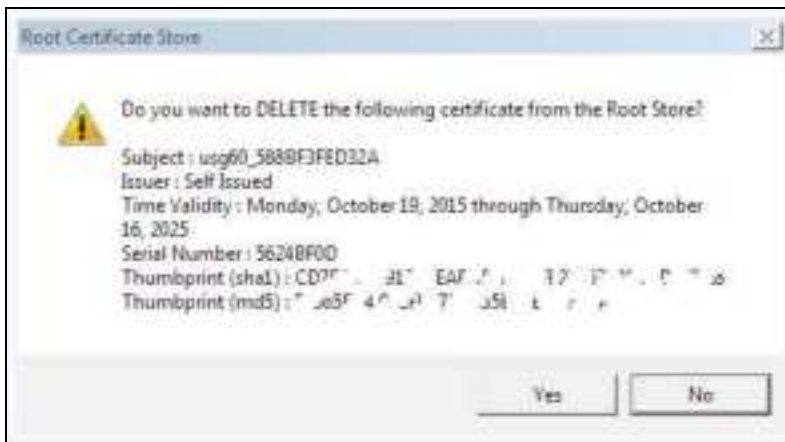 Root Certificate Store
Do you want to DELETE the following certificate from the Root Store?
Subject : usg60_588BF3FED32A
Issuer : Self Issued
Time Validity : Monday, October 19, 2015 through Thursday, October
16, 2025
Serial Number : 5624BF0D
Thumbprint (sha1) :
Thumbprint (md5) :
Yes
No